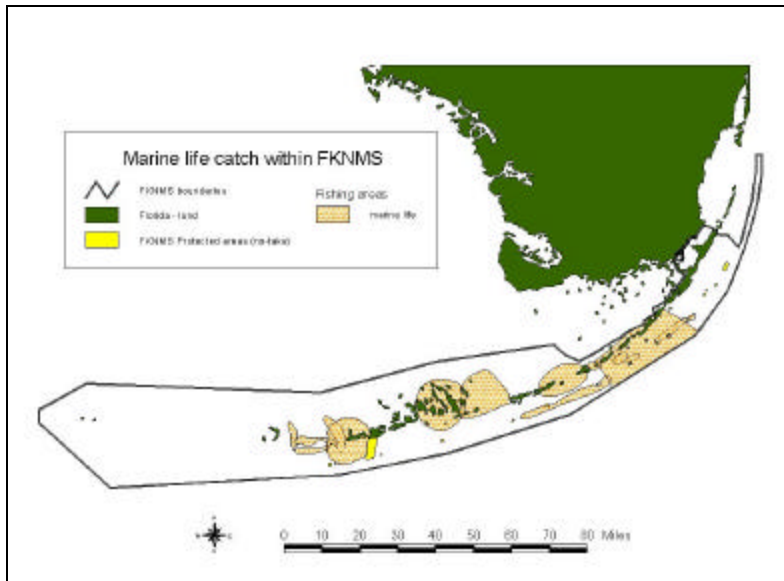 Marine life catch within FKNMS
FKNMS boundaries
Florida - land
FKNMS Protected areas (no-take)
Fishing areas
marine life
0 10 20 30 40 50 60 70 80 Miles